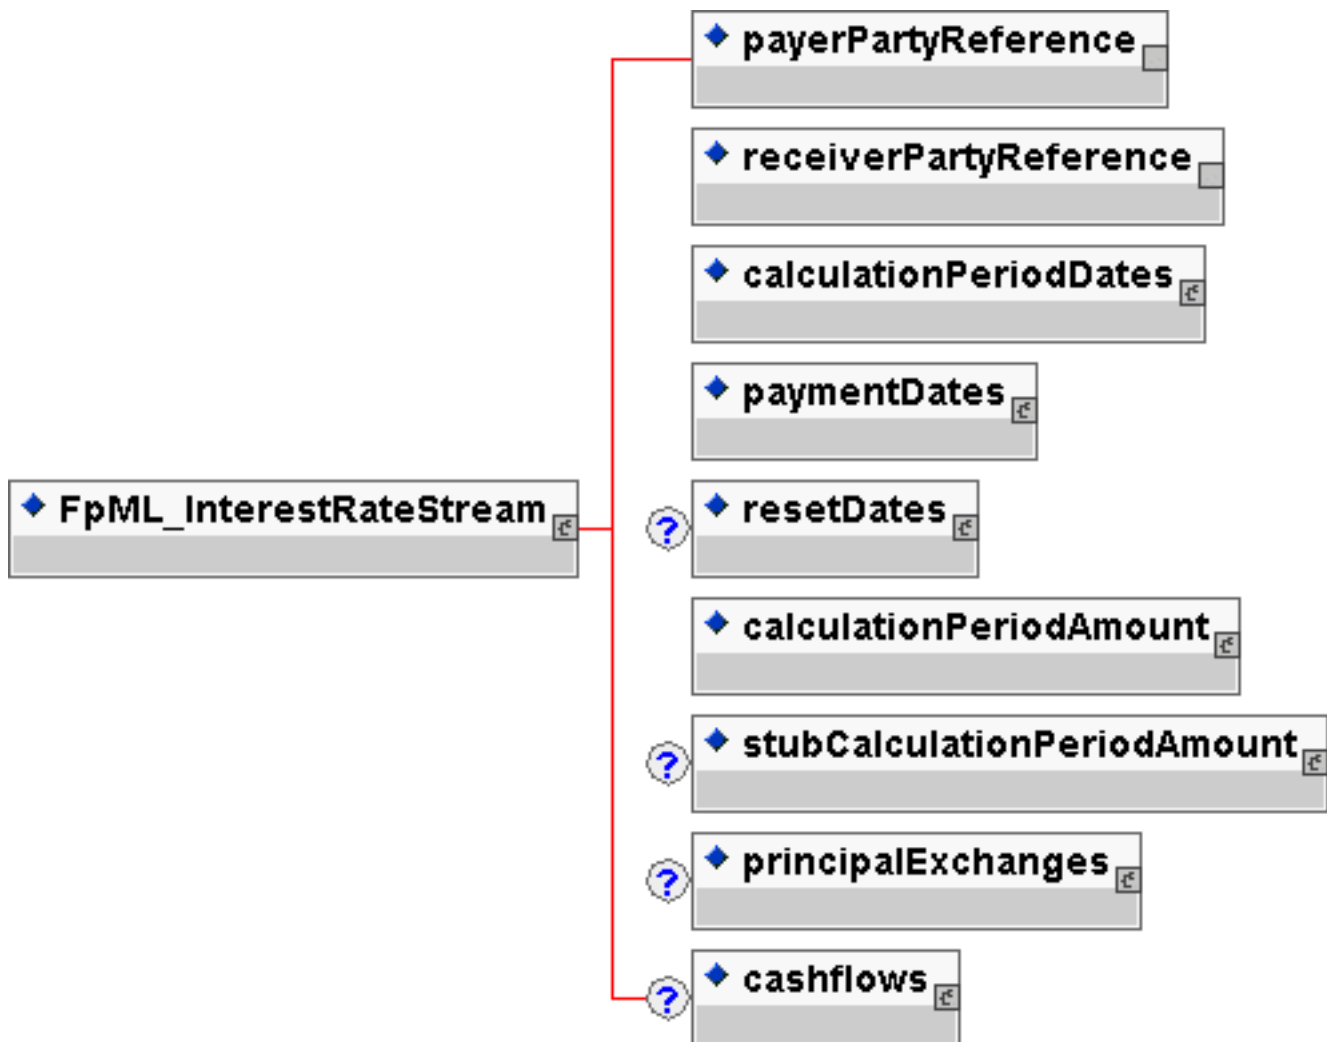 payerPartyReference
receiverPartyReference
calculationPeriodDates
paymentDates
FpML_InterestRateStream
? resetDates
calculationPeriodAmount
? stubCalculationPeriodAmount
? principalExchanges
? cashflows